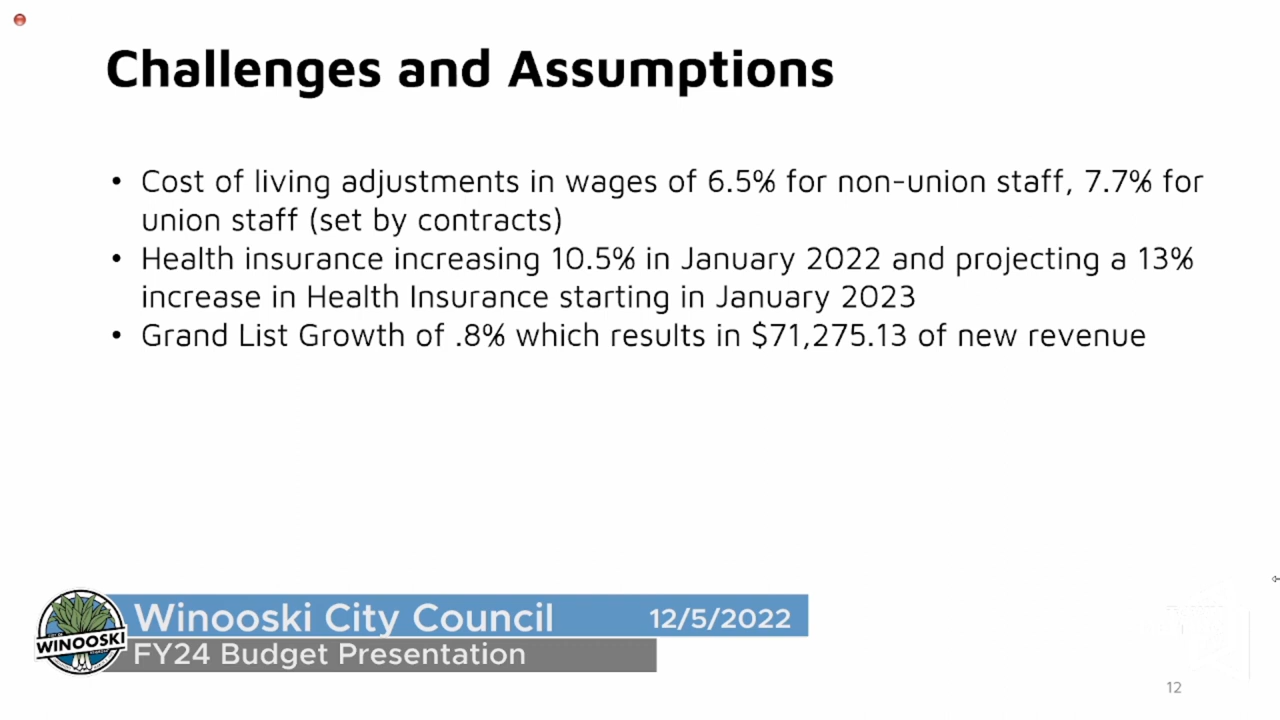 Challenges and Assumptions
• Cost of living adjustments in wages of 6.5% for non-union staff, 7.7% for
union staff (set by contracts)
• Health insurance increasing 10.5% in January 2022 and projecting a 13%
increase in Health Insurance starting in January 2023
• Grand List Growth of .8% which results in $71,275.13 of new revenue
Winooski City Council 12/5/2022
WINOOSKI
FY24 Budget Presentation
12